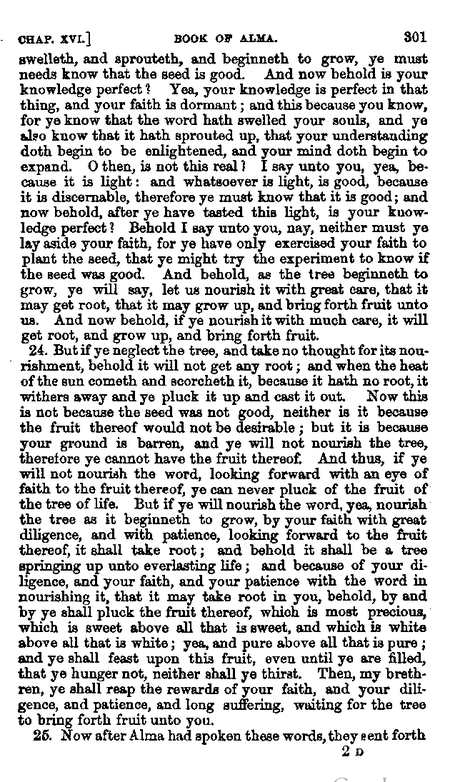 CHAP. XVI.] BOOK OF ALMA. 301
swelleth, and sprouteth, and beginneth to grow, ye must
needs know that the seed is good. And now behold is your
knowledge perfect? Yea, your knowledge is perfect in that
thing, and your faith is dormant; and this because you know,
for ye know that the word hath swelled your souls, and ye
also know that it hath sprouted up, that your understanding
doth begin to be enlightened, and your mind doth begin to
expand. O then, is not this real? I say unto you, yea, be-
cause it is light: and whatsoever is light, is good, because
it is discernable, therefore ye must know that it is good; and
now behold, after ye have tasted this light, is your know-
ledge perfect? Behold I say unto you, nay, neither must ye
lay aside your faith, for ye have only exercised your faith to
plant the seed, that ye might try the experiment to know if
the seed was good. And behold, as the tree beginneth to
grow, ye will say, let us nourish it with great care, that it
may get root, that it may grow up, and bring forth fruit unto
us. And now behold, if ye nourish it with much care, it will
get root, and grow up, and bring forth fruit.
24. But if ye neglect the tree, and take no thought for its nou-
rishment, behold it will not get any root; and when the heat
of the sun cometh and scorcheth it, because it hath no root, it
withers away and ye pluck it up and cast it out. Now this
is not because the seed was not good, neither is it because
the fruit thereof would not be desirable; but it is because
your ground is barren, and ye will not nourish the tree,
therefore ye cannot have the fruit thereof. And thus, if ye
will not nourish the word, looking forward with an eye of
faith to the fruit thereof, ye can never pluck of the fruit of
the tree of life. But if ye will nourish the word, yea, nourish
the tree as it beginneth to grow, by your faith with great
diligence, and with patience, looking forward to the fruit
thereof, it shall take root; and behold it shall be a tree
springing up unto everlasting life; and because of your di-
ligence, and your faith, and your patience with the word in
nourishing it, that it may take root in you, behold, by and
by ye shall pluck the fruit thereof, which is most precious,
which is sweet above all that is sweet, and which is white
above all that is white; yea, and pure above all that is pure;
and ye shall feast upon this fruit, even until ye are filled,
that ye hunger not, neither shall ye thirst. Then, my breth-
ren, ye shall reap the rewards of your faith, and your dili-
gence, and patience, and long suffering, waiting for the tree
to bring forth fruit unto you.
25. Now after Alma had spoken these words, they sent forth
2 D